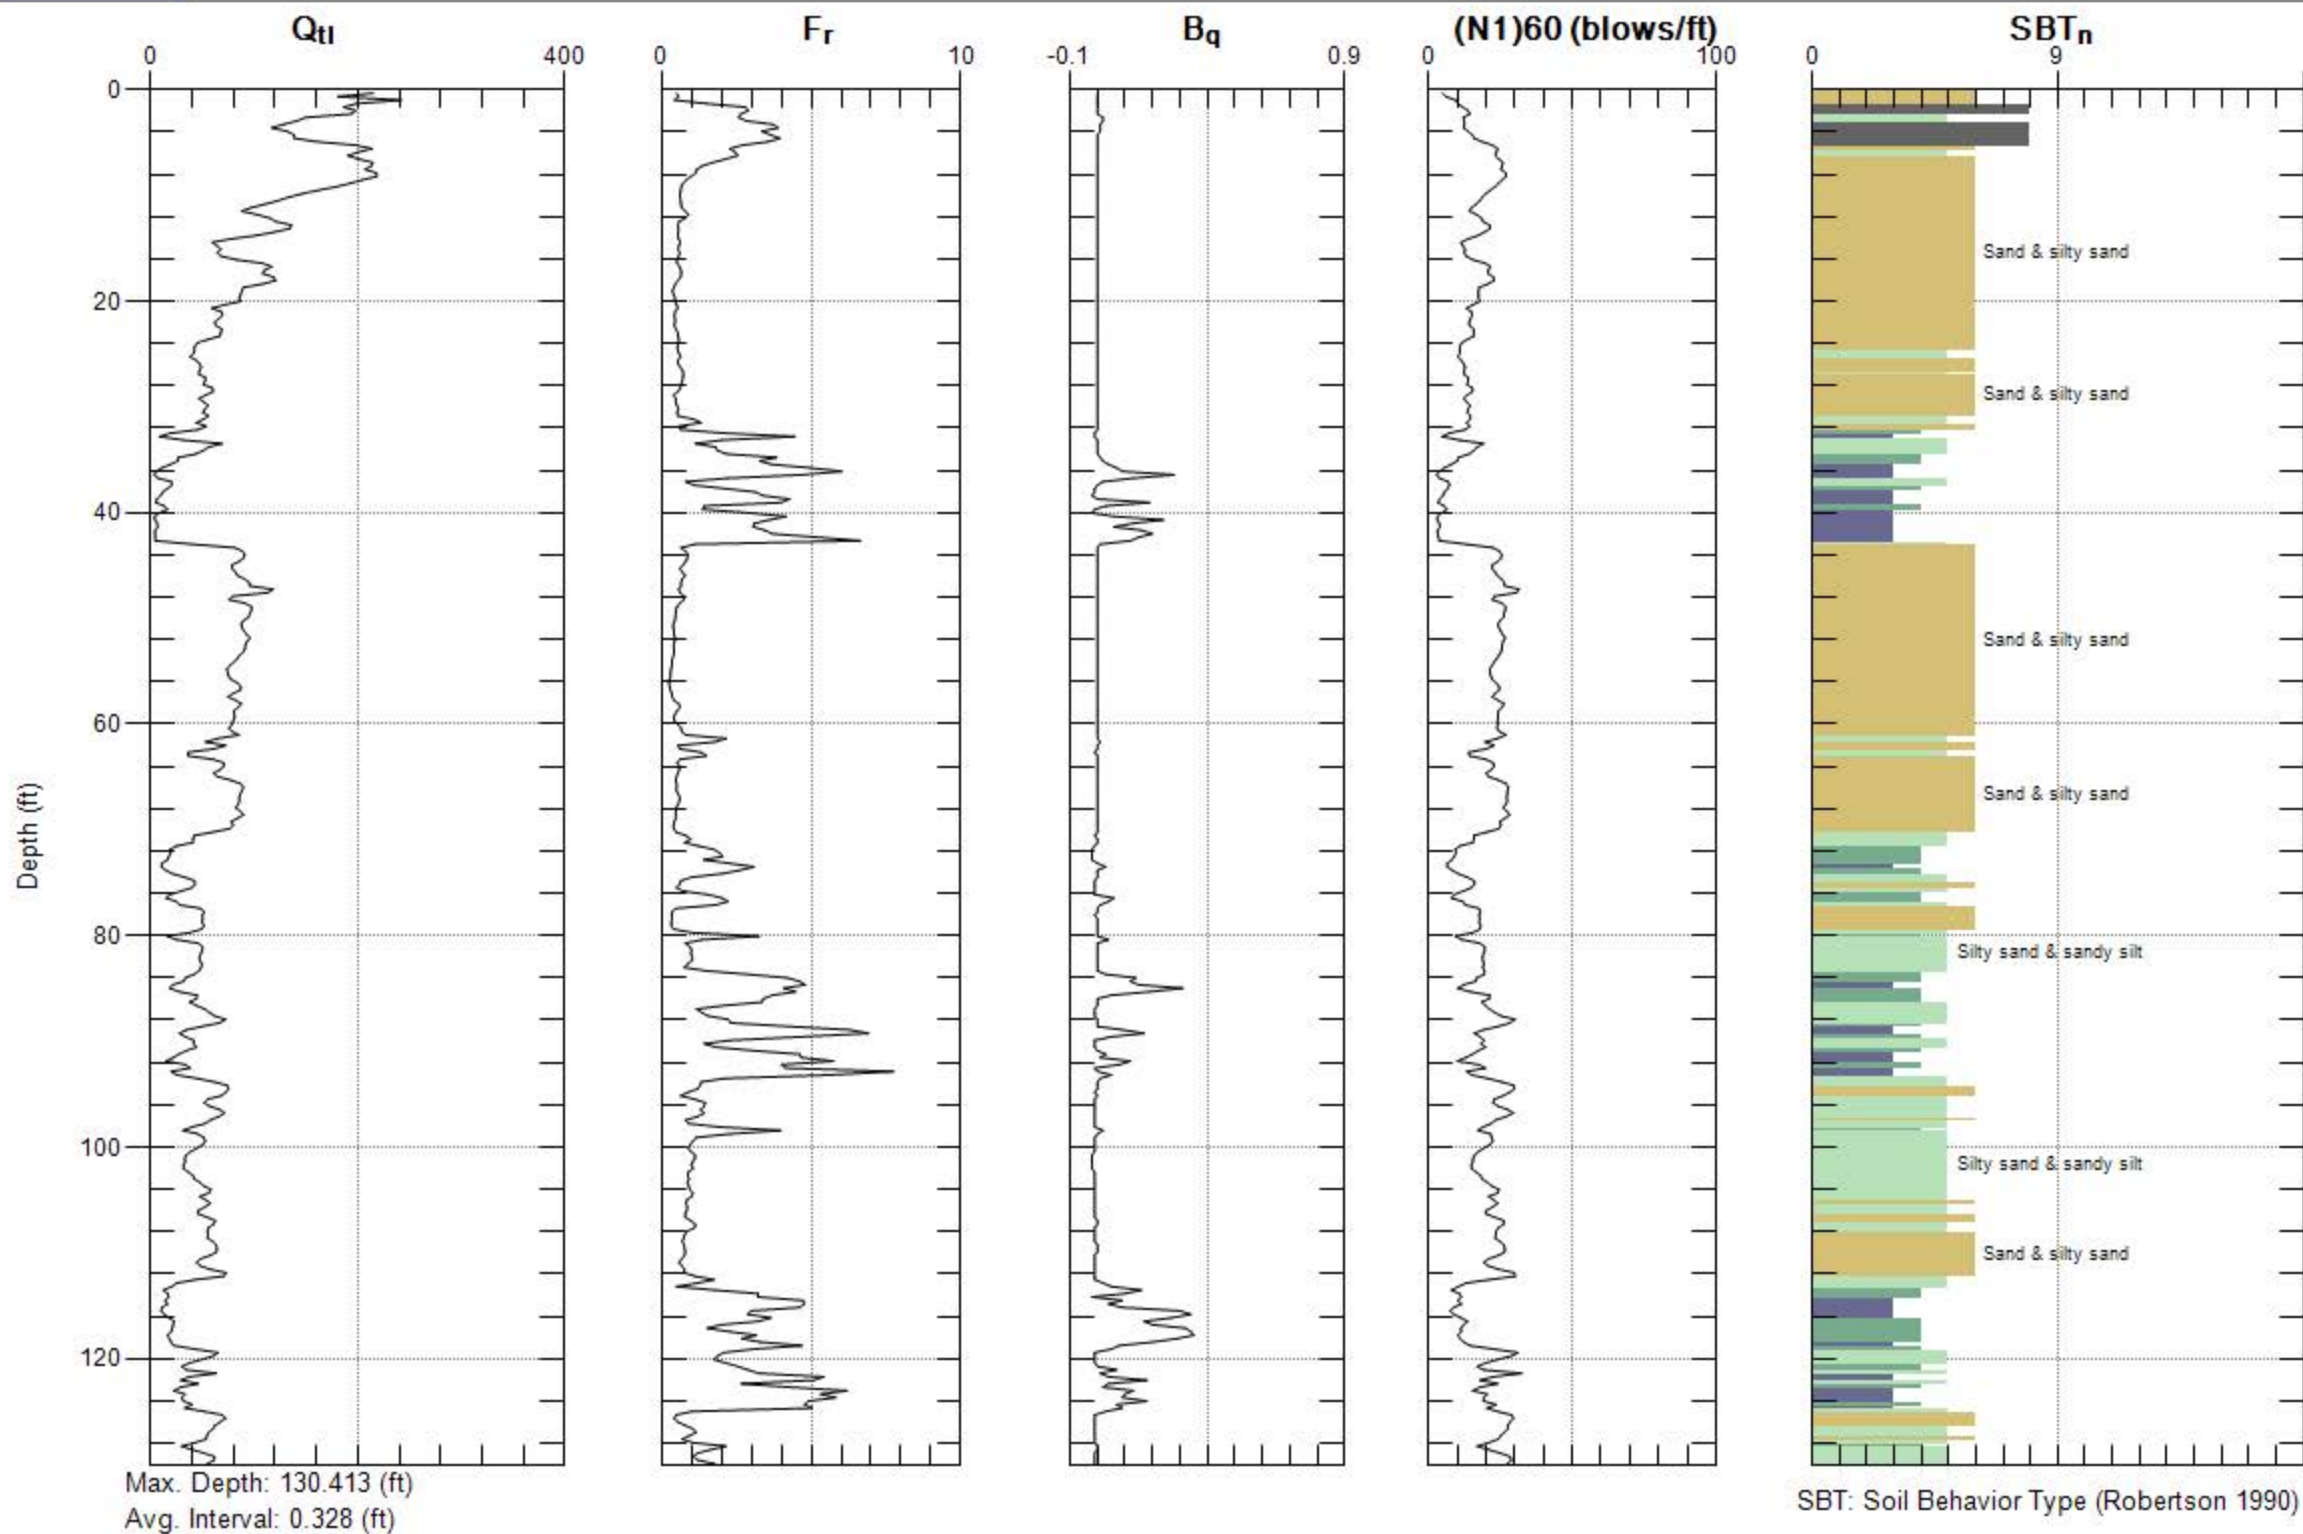 Qtl
Fr
Bq
(N1)60 (blows/ft)
SBTn
0 400
0 10
-0.1 0.9
0 100
0 9
0
20
40
60
80
100
120
Depth (ft)
Sand & silty sand
Sand & silty sand
Sand & silty sand
Sand & silty sand
Silty sand & sandy silt
Silty sand & sandy silt
Sand & silty sand
Max. Depth: 130.413 (ft)
Avg. Interval: 0.328 (ft)
SBT: Soil Behavior Type (Robertson 1990)